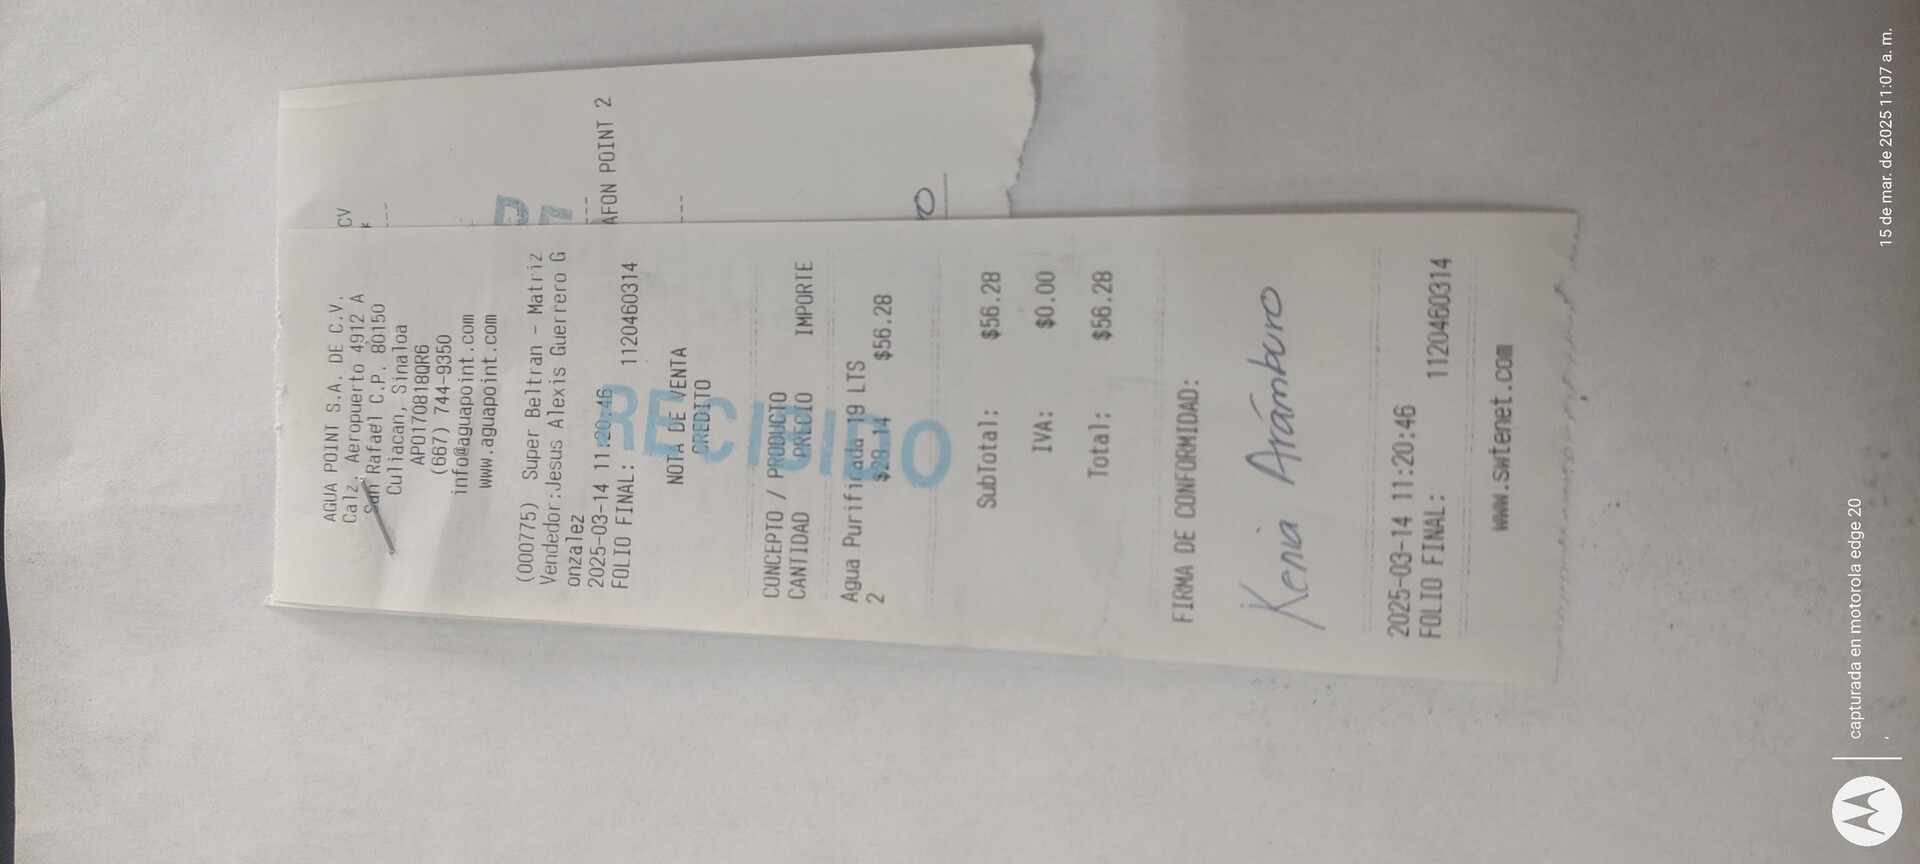 AGUA POINT S.A. DE C.V.
Calz. Aeropuerto 4912 A
San Rafael C.P. 80150
Culiacan, Sinaloa
APO1708180R6
(667) 744-9350
info@aguapoint.com
www.aguapoint.com
(000775) Super Beltran - Matriz
Vendedor:Jesus Alexis Guerrero G
onzalez
2025-03-14 11:20:46
FOLIO FINAL: 1120460314
NOTA DE VENTA
CREDITO
RECIBIDO
CONCEPTO / PRODUCTO
CANTIDAD PRECIO IMPORTE
Agua Purificada 19 LTS
2 $28.14 $56.28
SubTotal: $56.28
IVA: $0.00
Total: $56.28
FIRMA DE CONFORMIDAD:
Kenia Arámburo
2025-03-14 11:20:46
FOLIO FINAL: 1120460314
www.swtenet.com
CV
AFON POINT 2
capturada en motorola edge 20
15 de mar. de 2025 11:07 a. m.